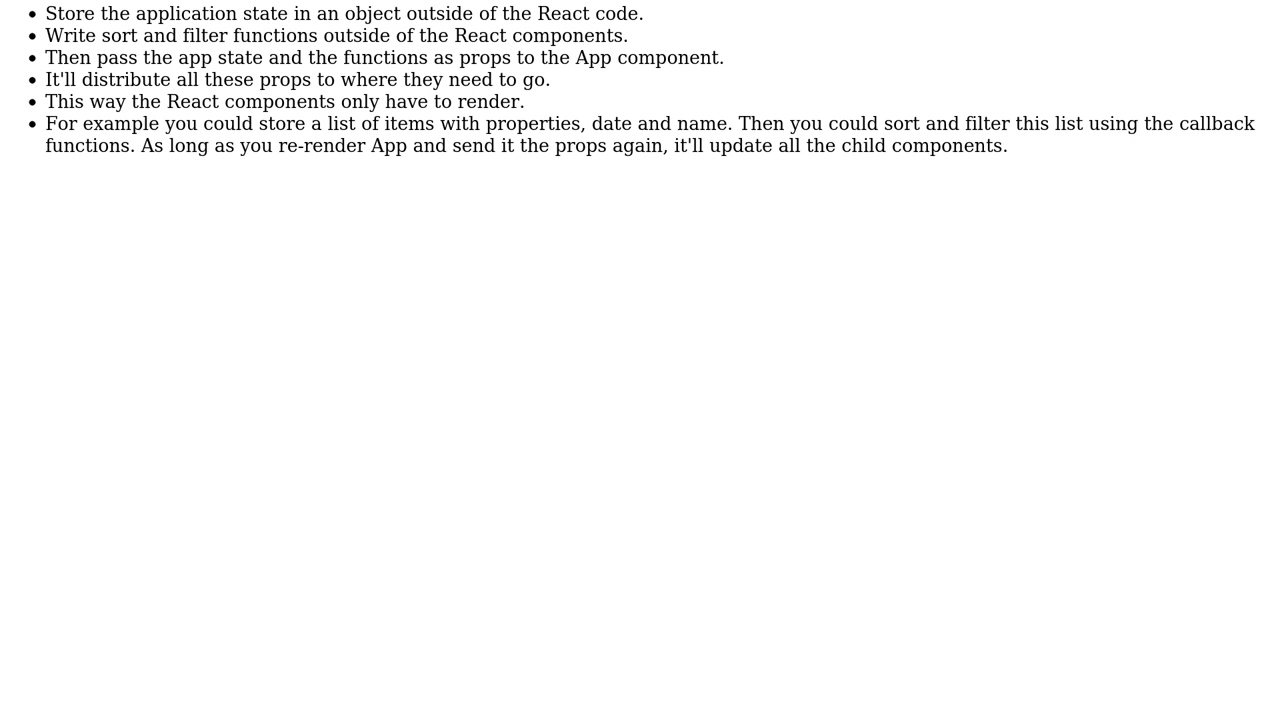 • Store the application state in an object outside of the React code.
• Write sort and filter functions outside of the React components.
• Then pass the app state and the functions as props to the App component.
• It'll distribute all these props to where they need to go.
• This way the React components only have to render.
• For example you could store a list of items with properties, date and name. Then you could sort and filter this list using the callback
functions. As long as you re-render App and send it the props again, it'll update all the child components.